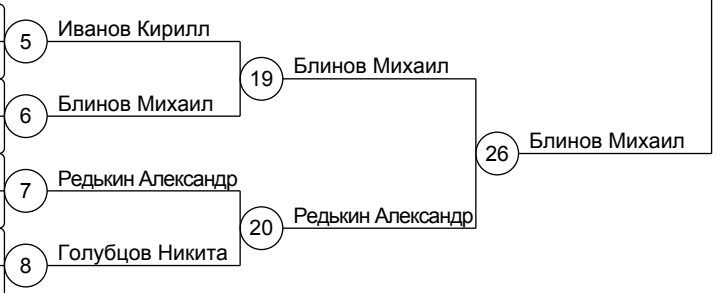 5 Иванов Кирилл
19 Блинов Михаил
6 Блинов Михаил
26 Блинов Михаил
7 Редькин Александр
20 Редькин Александр
8 Голубцов Никита